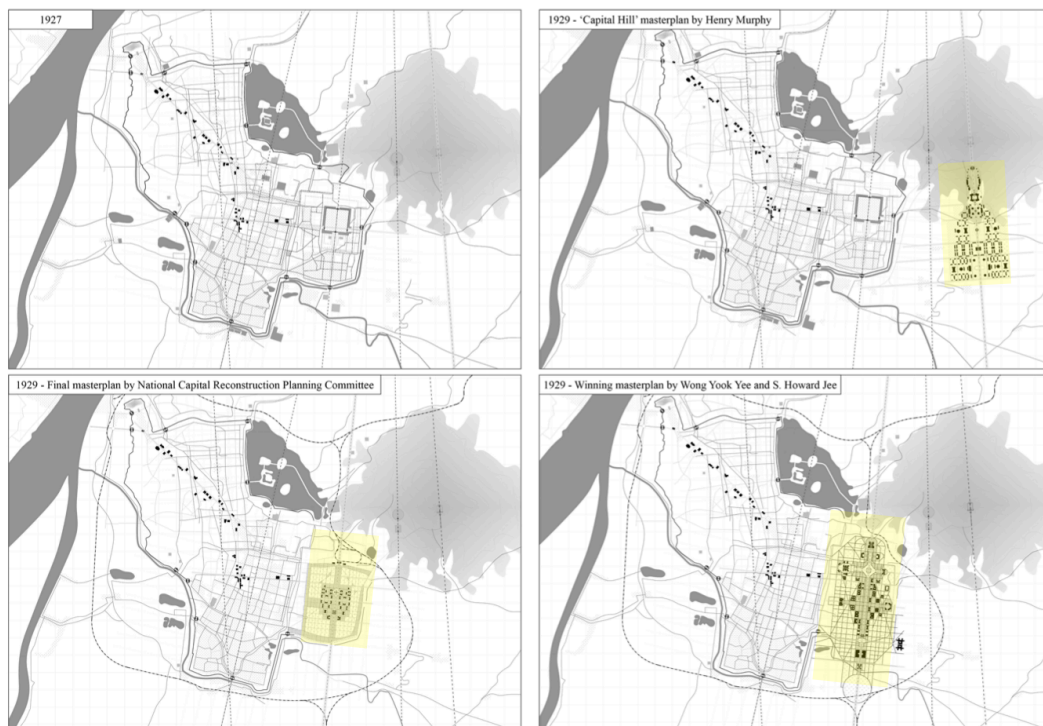 1927
1929 - ‘Capital Hill’ masterplan by Henry Murphy
1929 - Final masterplan by National Capital Reconstruction Planning Committee
1929 - Winning masterplan by Wong Yook Yee and S. Howard Jee